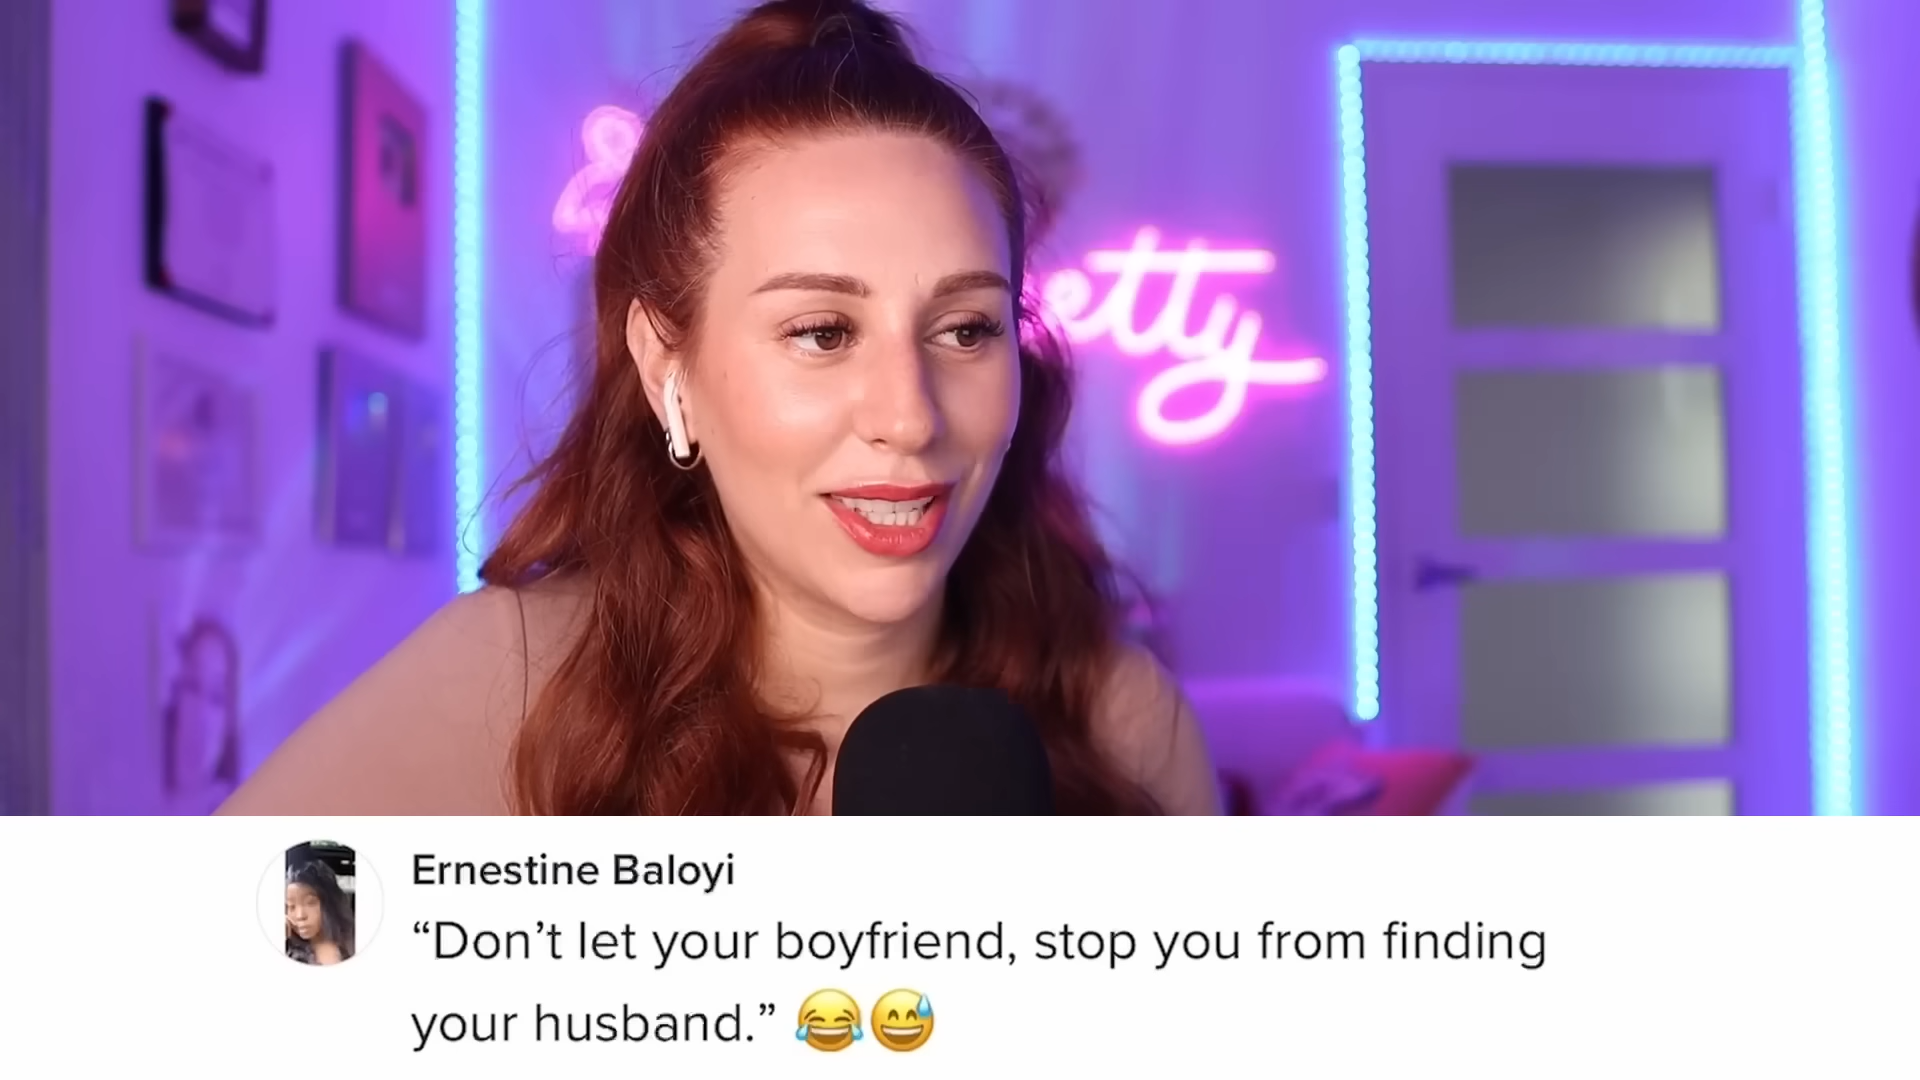 etty
Ernestine Baloyi
“Don’t let your boyfriend, stop you from finding
your husband.” 😂😅